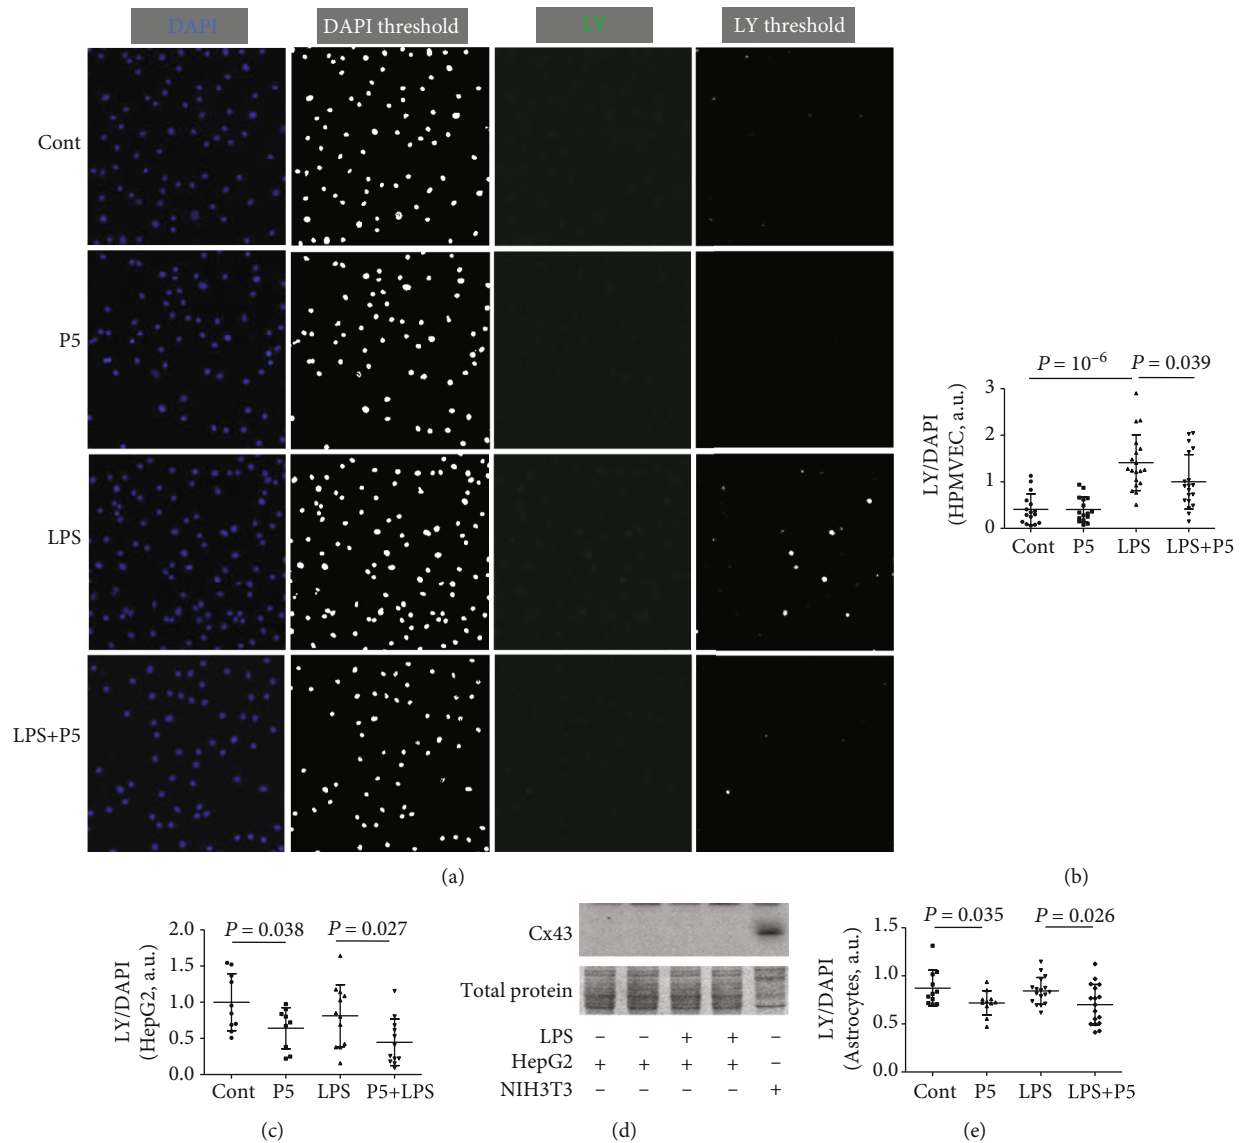 DAPI DAPI threshold LY LY threshold
Cont
P5
LPS
LPS+P5
(a)
P = 10⁻⁶ P = 0.039
LY/DAPI
(HPMVEC, a.u.)
3
2
1
0
Cont P5 LPS LPS+P5
(b)
P = 0.038 P = 0.027
LY/DAPI
(HepG2, a.u.)
2.0
1.5
1.0
0.5
0.0
Cont P5 LPS P5+LPS
(c)
Cx43
Total protein
LPS − − + + −
HepG2 + + + + −
NIH3T3 − − − − +
(d)
P = 0.035 P = 0.026
LY/DAPI
(Astrocytes, a.u.)
1.5
1.0
0.5
0.0
Cont P5 LPS LPS+P5
(e)